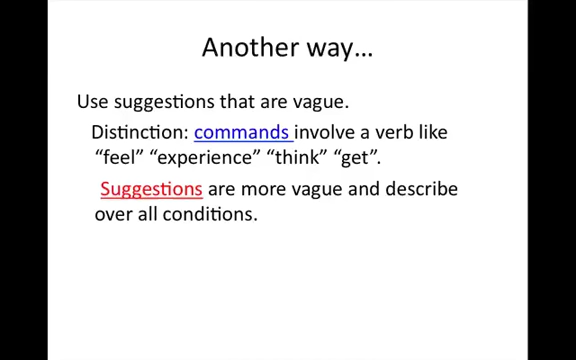 Another way…
Use suggestions that are vague.
Distinction: commands involve a verb like
“feel” “experience” “think” “get”.
Suggestions are more vague and describe
over all conditions.